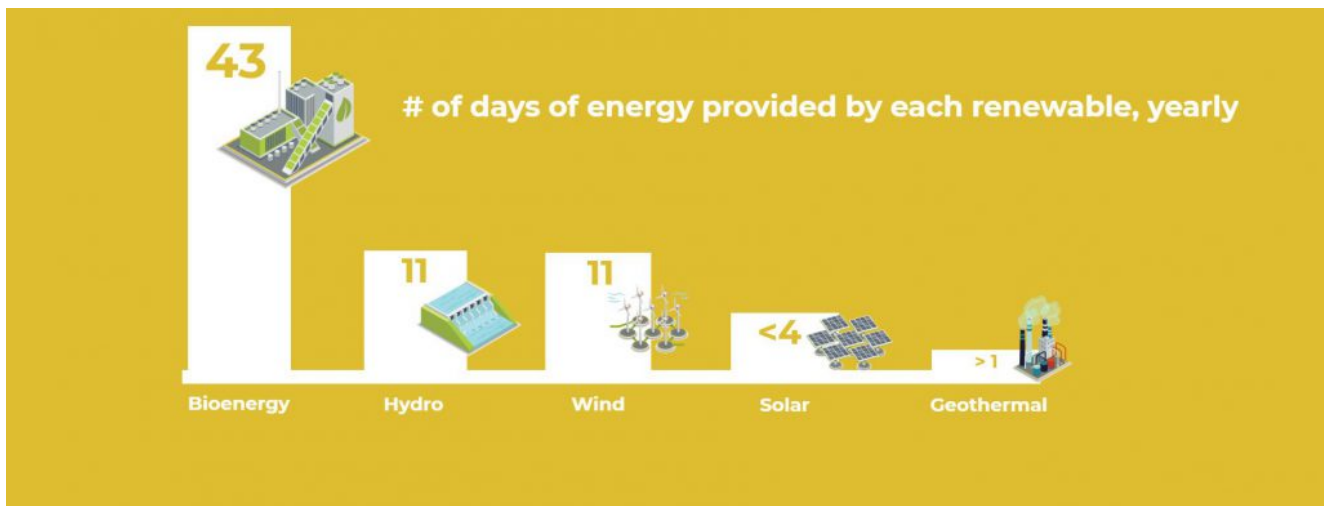 43
# of days of energy provided by each renewable, yearly
11
11
<4
> 1
Bioenergy
Hydro
Wind
Solar
Geothermal